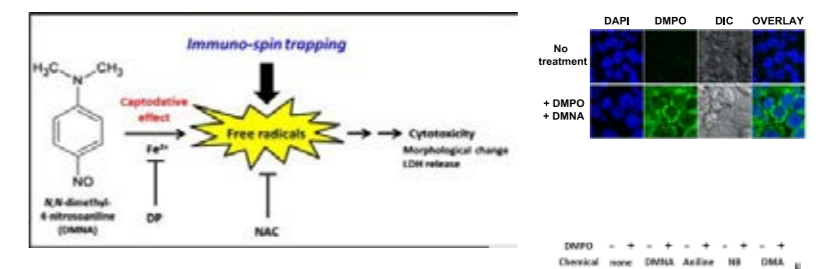 Immuno-spin trapping
H₃C
CH₃
N
Captodative
effect
Free radicals
Cytotoxicity
Morphological change
LDH release
Fe²⁺
NO
N,N-dimethyl-
4-nitrosoaniline
(DMNA)
DP
NAC
DAPI DMPO DIC OVERLAY
No
treatment
+ DMPO
+ DMNA
DMPO - + - + - + - + - +
Chemical none DMNA Aniline NB DMA